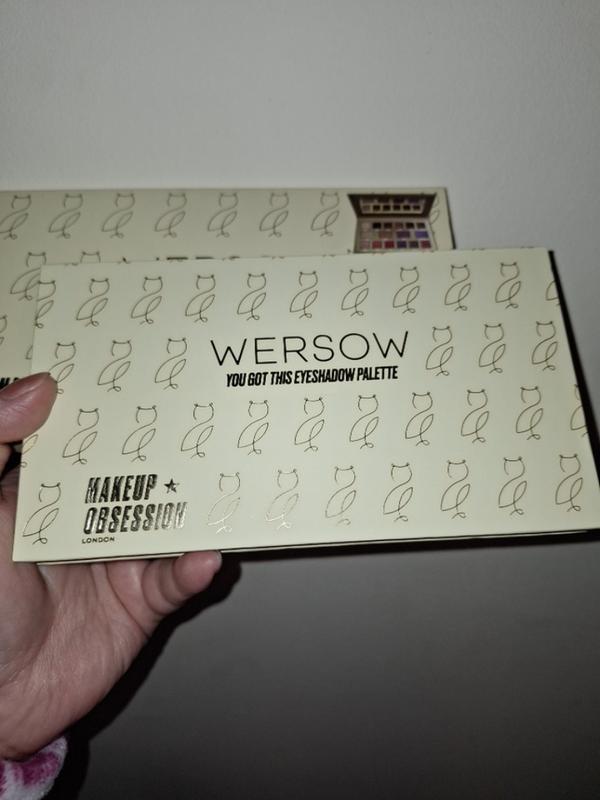 WERSOW
YOU GOT THIS EYESHADOW PALETTE
MAKEUP
OBSESSION
LONDON